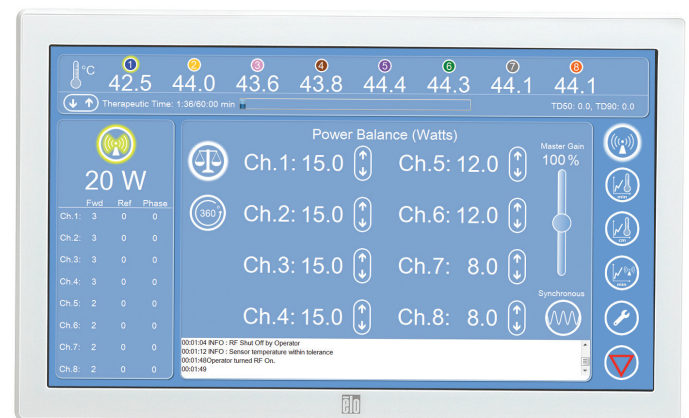 °C
1 2 3 4 5 6 7 8
42.5 44.0 43.6 43.8 44.4 44.3 44.1 44.1
Therapeutic Time: 1:36/60:00 min
TD50: 0.0, TD90: 0.0
20 W
Fwd Ref Phase
Ch.1: 3 0 0
Ch.2: 3 0 0
Ch.3: 3 0 0
Ch.4: 3 0 0
Ch.5: 2 0 0
Ch.6: 2 0 0
Ch.7: 2 0 0
Ch.8: 2 0 0
Power Balance (Watts)
360°
Ch.1: 15.0 Ch.5: 12.0
Ch.2: 15.0 Ch.6: 12.0
Ch.3: 15.0 Ch.7: 8.0
Ch.4: 15.0 Ch.8: 8.0
Master Gain
100 %
Synchronous
00:01:04 INFO : RF Shut Off by Operator
00:01:12 INFO : Sensor temperature within tolerance
00:01:48Operator turned RF On.
00:01:49
min
cm
min
elo